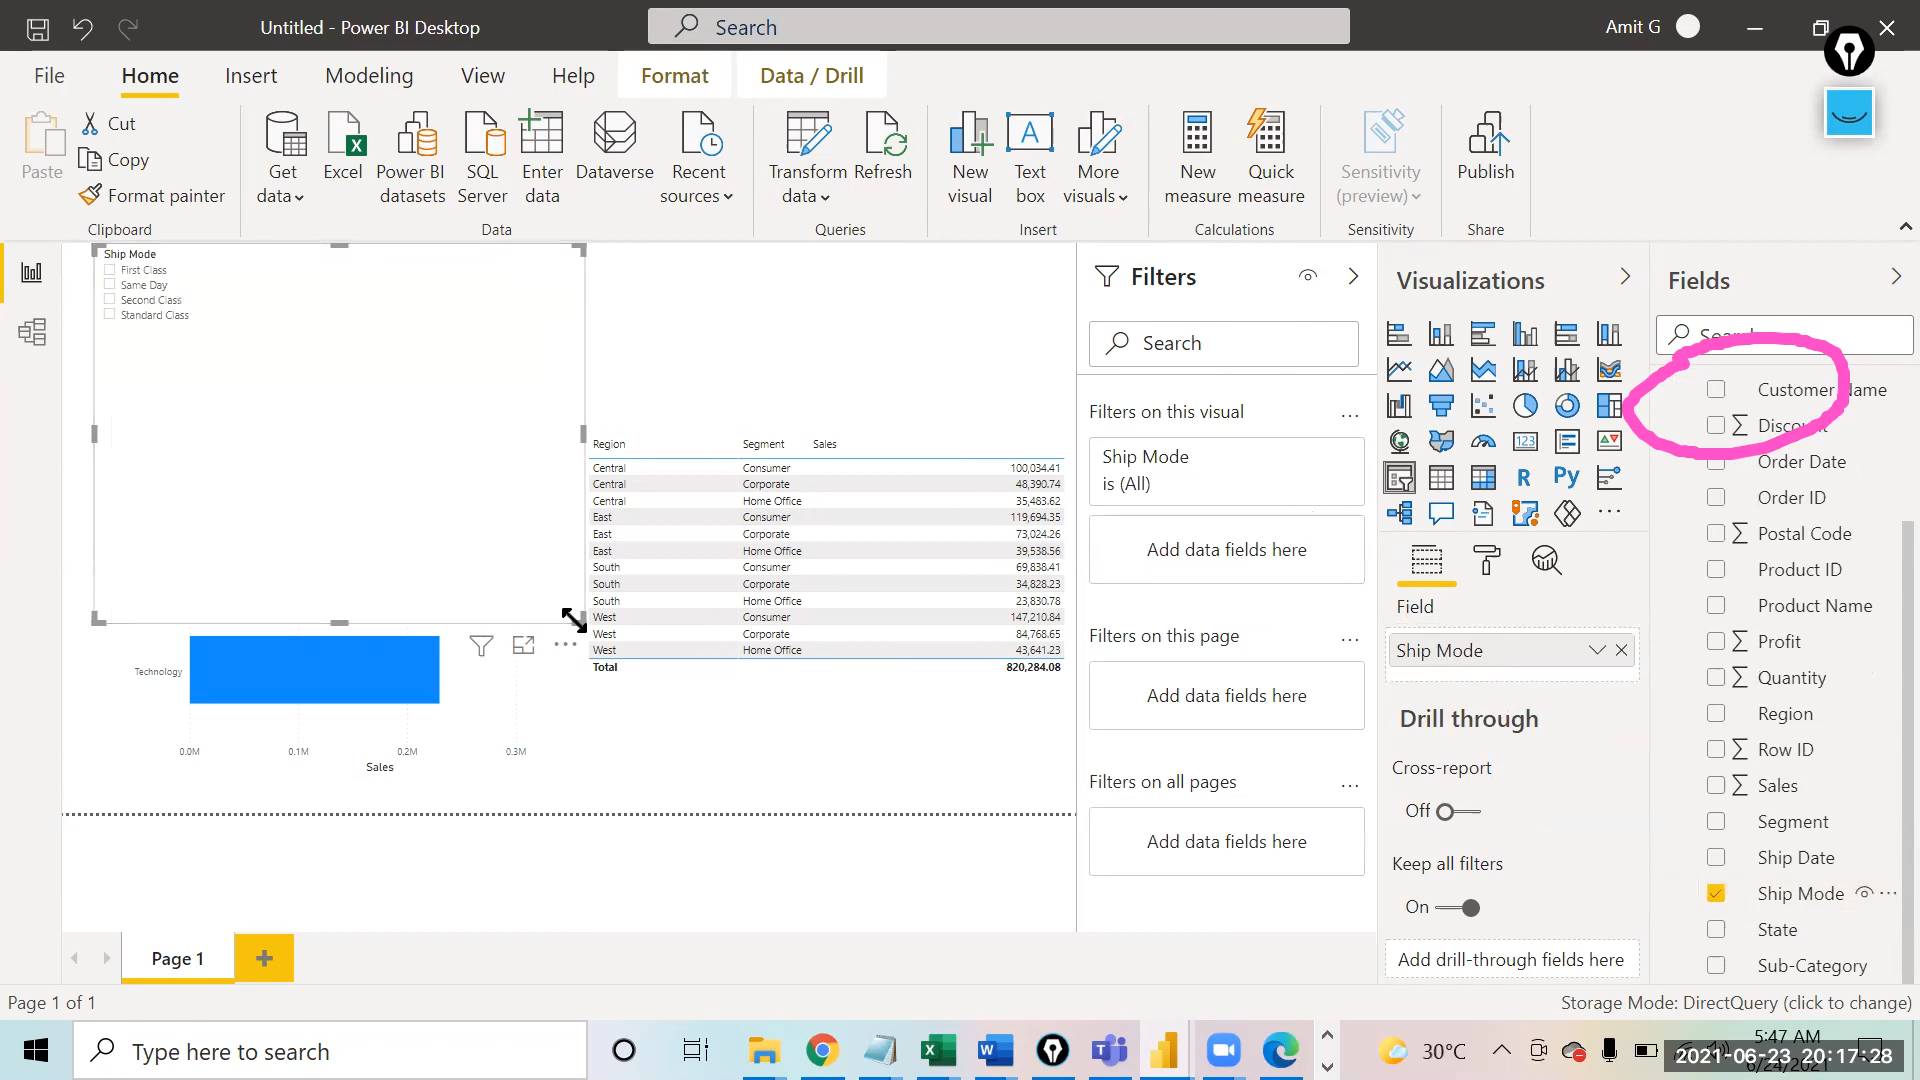 Untitled - Power BI Desktop
Search
Amit G
File
Home
Insert
Modeling
View
Help
Format
Data / Drill
Paste
Cut
Copy
Format painter
Clipboard
Get data
Excel
Power BI datasets
SQL Server
Enter data
Dataverse
Recent sources
Data
Transform data
Refresh
Queries
New visual
Text box
More visuals
Insert
New measure
Quick measure
Calculations
Sensitivity (preview)
Sensitivity
Publish
Share
Ship Mode
First Class
Same Day
Second Class
Standard Class
Region Segment Sales
Central Consumer 100,034.41
Central Corporate 48,390.74
Central Home Office 35,483.62
East Consumer 119,694.35
East Corporate 73,024.26
East Home Office 39,538.56
South Consumer 69,838.41
South Corporate 34,828.23
South Home Office 23,830.78
West Consumer 147,210.84
West Corporate 84,768.65
West Home Office 43,641.23
Total 820,284.08
Technology
0.0M 0.1M 0.2M 0.3M
Sales
Filters
Search
Filters on this visual
Ship Mode
is (All)
Add data fields here
Filters on this page
Add data fields here
Filters on all pages
Add data fields here
Visualizations
123
R
Py
Field
Ship Mode
Drill through
Cross-report
Off
Keep all filters
On
Add drill-through fields here
Fields
Search
Customer Name
Discount
Order Date
Order ID
Postal Code
Product ID
Product Name
Profit
Quantity
Region
Row ID
Sales
Segment
Ship Date
Ship Mode
State
Sub-Category
Page 1
Page 1 of 1
Storage Mode: DirectQuery (click to change)
Type here to search
30°C
5:47 AM
2021-06-23 20:17:28